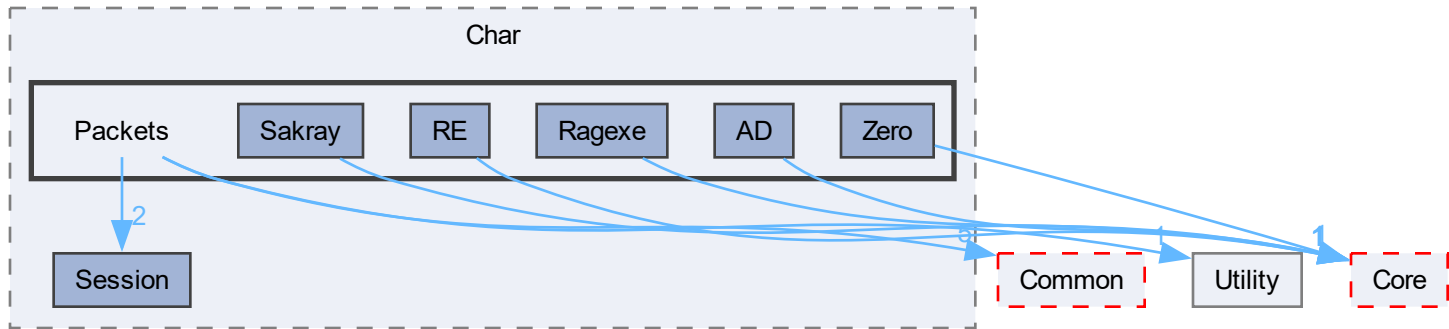 Char
Packets
Sakray
RE
Ragexe
AD
Zero
2
1
1
Session
Common
Utility
Core